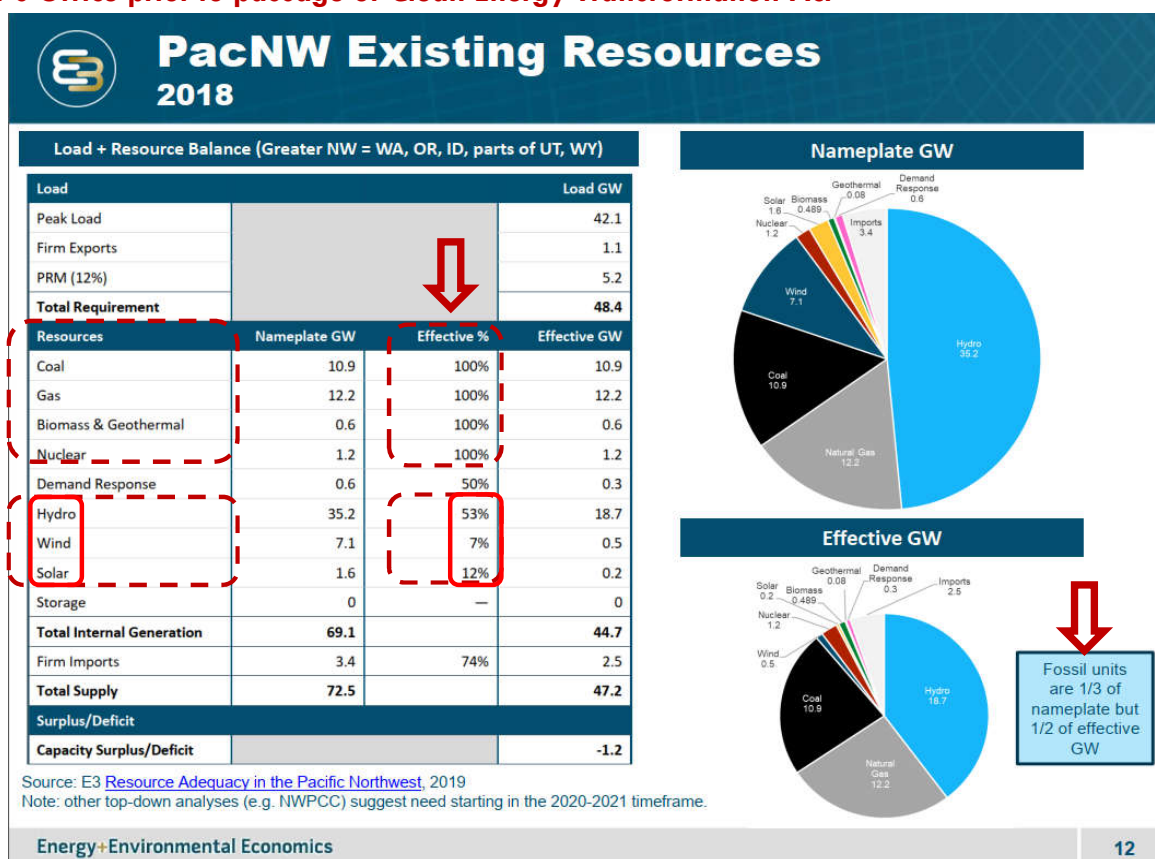 PacNW Existing Resources
2018
Load + Resource Balance (Greater NW = WA, OR, ID, parts of UT, WY)
Load Load GW
Peak Load 42.1
Firm Exports 1.1
PRM (12%) 5.2
Total Requirement 48.4
Resources Nameplate GW Effective % Effective GW
Coal 10.9 100% 10.9
Gas 12.2 100% 12.2
Biomass & Geothermal 0.6 100% 0.6
Nuclear 1.2 100% 1.2
Demand Response 0.6 50% 0.3
Hydro 35.2 53% 18.7
Wind 7.1 7% 0.5
Solar 1.6 12% 0.2
Storage 0 — 0
Total Internal Generation 69.1 44.7
Firm Imports 3.4 74% 2.5
Total Supply 72.5 47.2
Surplus/Deficit
Capacity Surplus/Deficit -1.2
Source: E3 Resource Adequacy in the Pacific Northwest, 2019
Note: other top-down analyses (e.g. NWPCC) suggest need starting in the 2020-2021 timeframe.
Nameplate GW
Nuclear
1.2
Solar
1.6
Biomass
0.489
Geothermal
0.08
Demand
Response
0.6
Imports
3.4
Wind
7.1
Hydro
35.2
Coal
10.9
Natural Gas
12.2
Effective GW
Wind
0.5
Nuclear
1.2
Solar
0.2
Biomass
0.489
Geothermal
0.08
Demand
Response
0.3
Imports
2.5
Hydro
18.7
Coal
10.9
Natural
Gas
12.2
Fossil units
are 1/3 of
nameplate but
1/2 of effective
GW
Energy+Environmental Economics
12